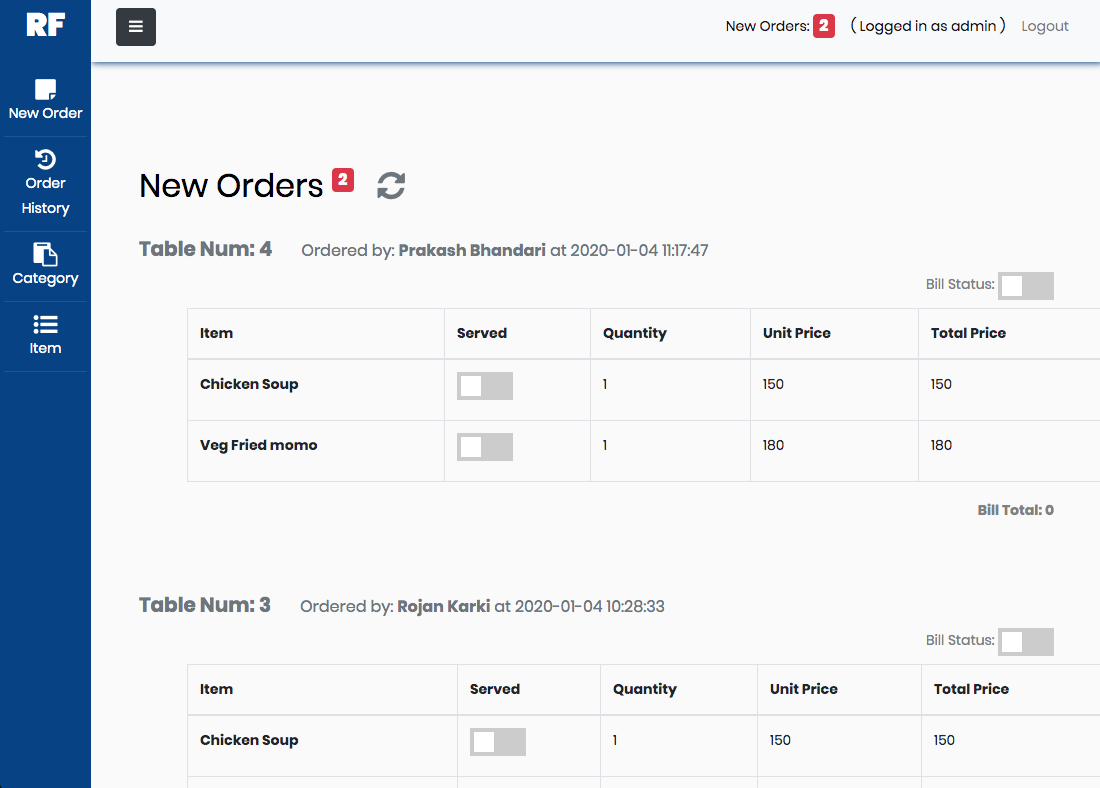 RF
New Orders: 2 ( Logged in as admin ) Logout
New Order
Order
History
Category
Item
New Orders 2
Table Num: 4 Ordered by: Prakash Bhandari at 2020-01-04 11:17:47
Bill Status:
Item Served Quantity Unit Price Total Price
Chicken Soup 1 150 150
Veg Fried momo 1 180 180
Bill Total: 0
Table Num: 3 Ordered by: Rojan Karki at 2020-01-04 10:28:33
Bill Status:
Item Served Quantity Unit Price Total Price
Chicken Soup 1 150 150